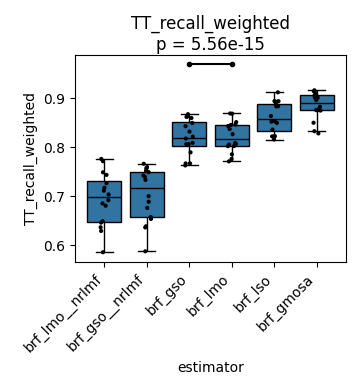 TT_recall_weighted
p = 5.56e-15
TT_recall_weighted
0.9
0.8
0.7
0.6
brf_lmo__nrlmf
brf_gso__nrlmf
brf_gso
brf_lmo
brf_lso
brf_gmosa
estimator